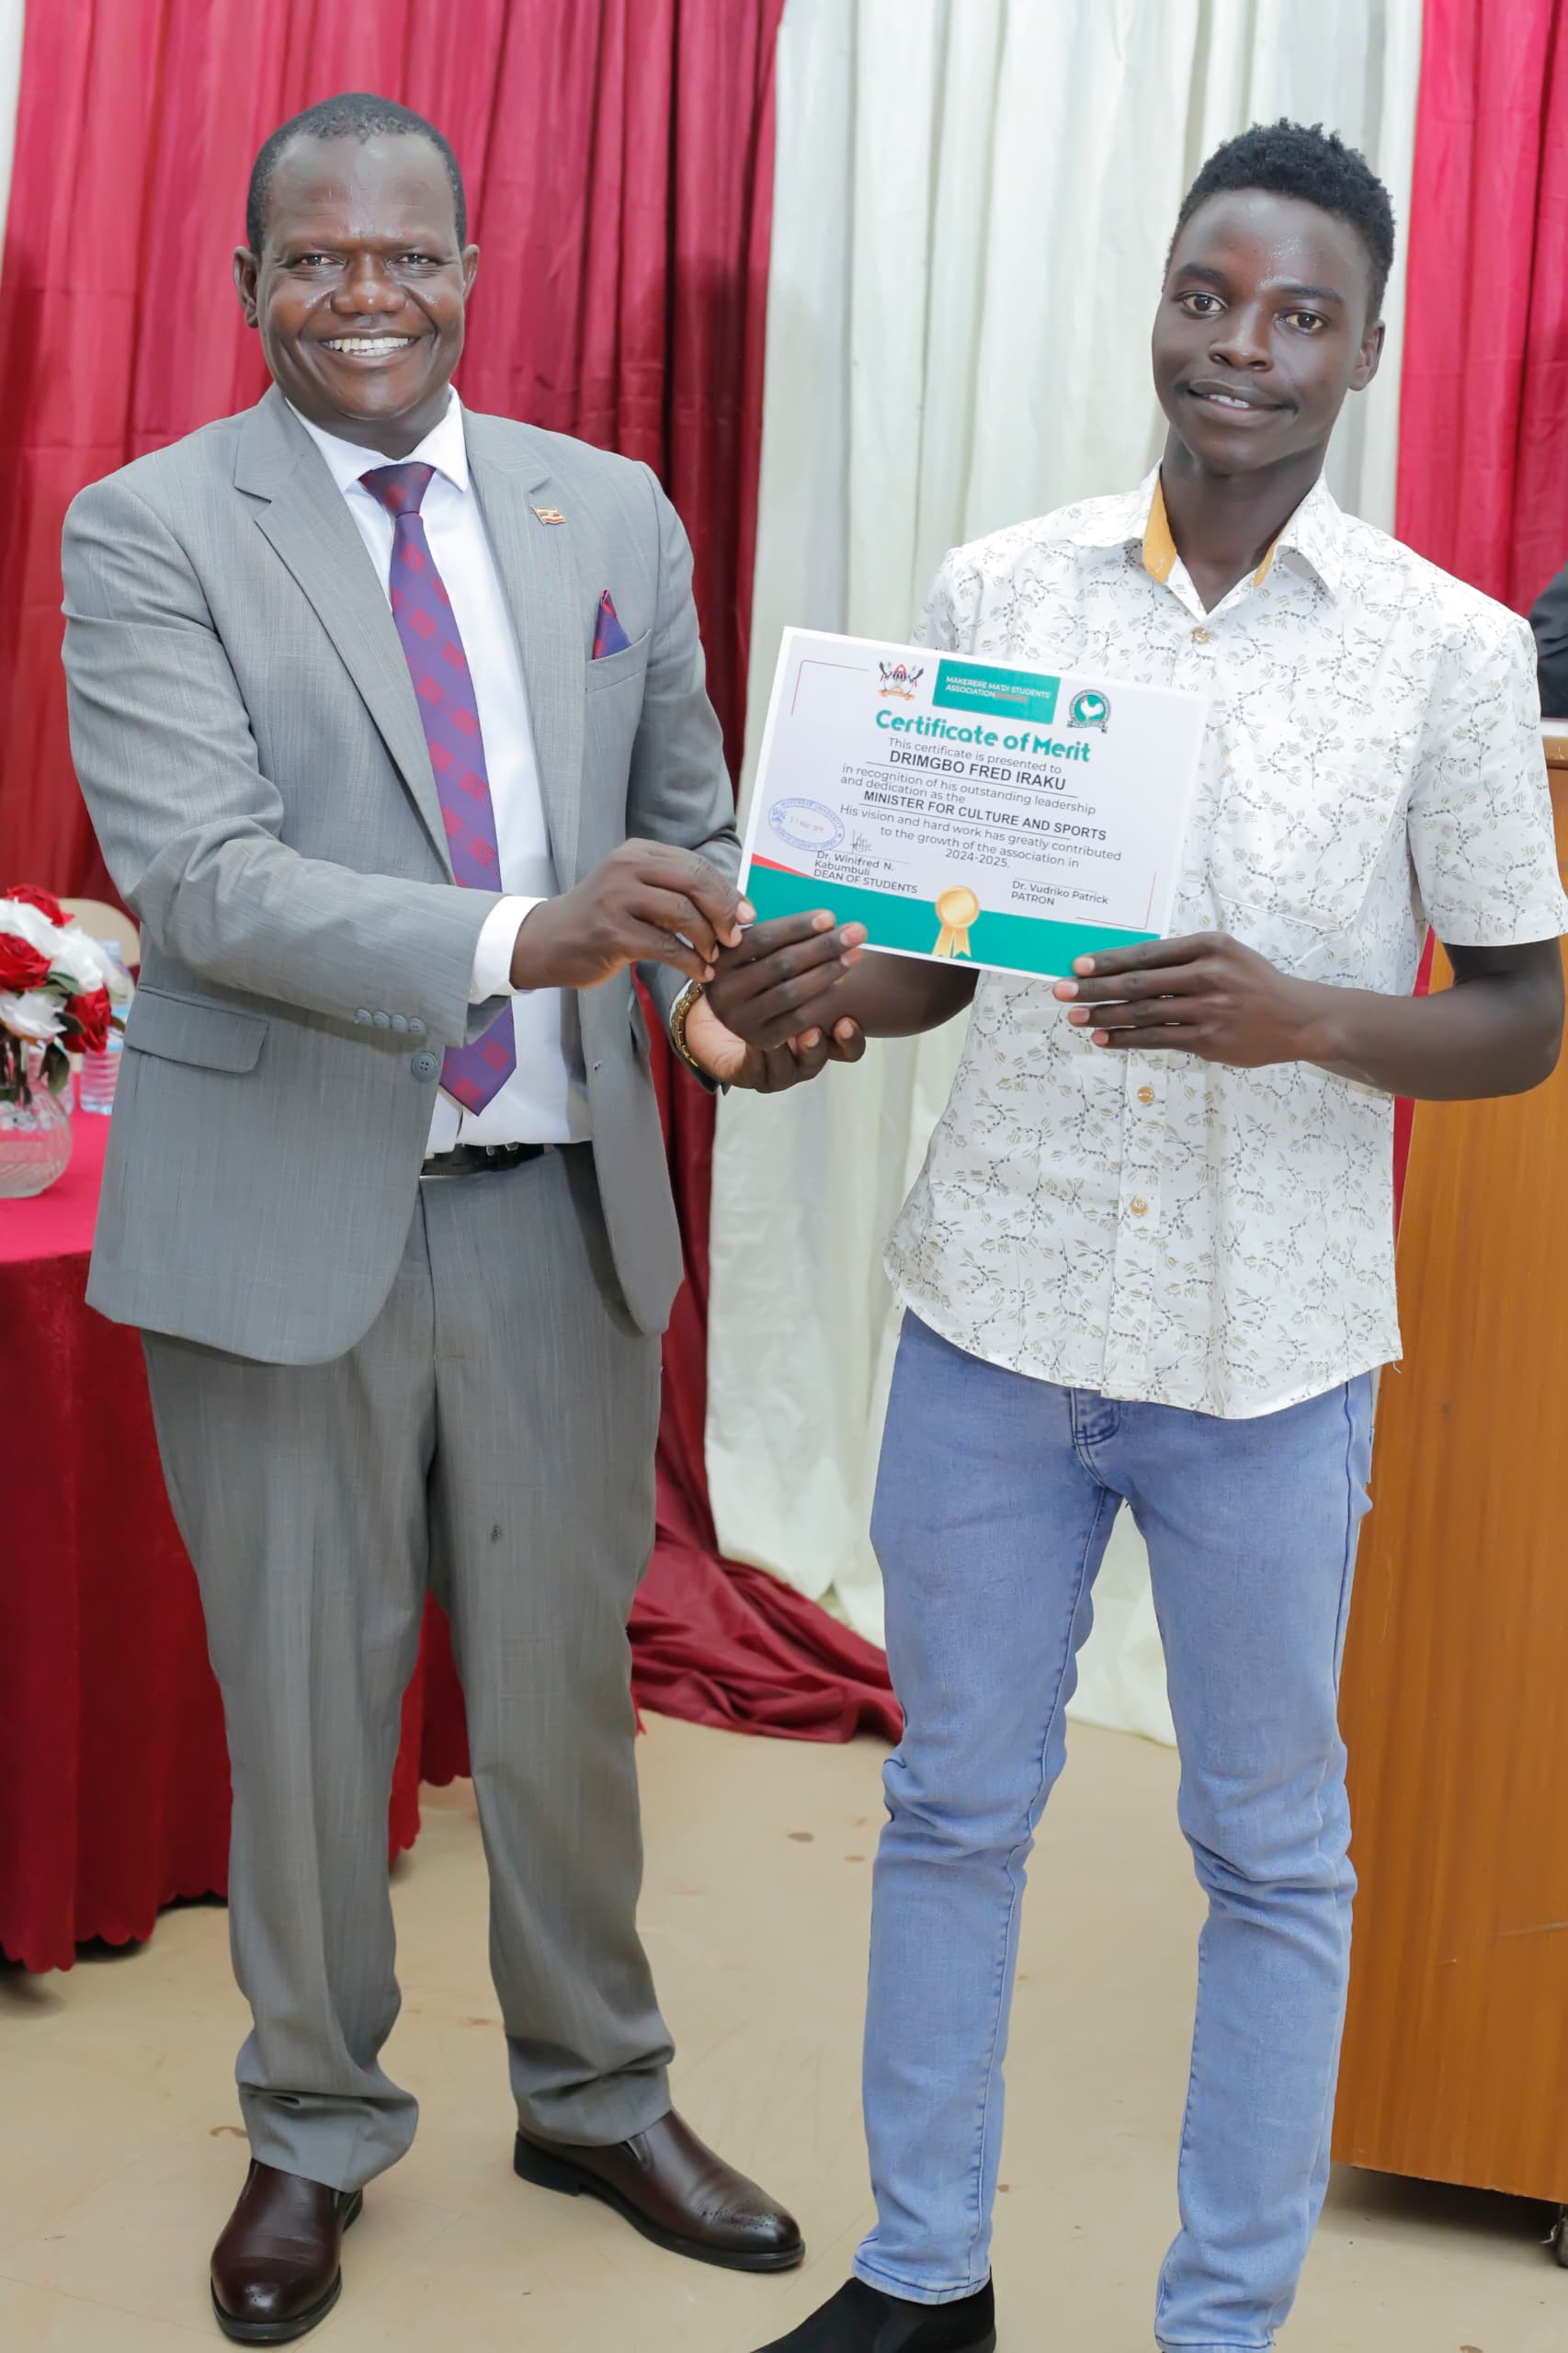 MAKERERE MA'DI STUDENTS'
ASSOCIATION
Certificate of Merit
This certificate is presented to
DRIMGBO FRED IRAKU
in recognition of his outstanding leadership
and dedication as the
MINISTER FOR CULTURE AND SPORTS
His vision and hard work has greatly contributed
to the growth of the association in
2024-2025.
Dr. Winifred N.
Kabumbuli
DEAN OF STUDENTS
Dr. Vudriko Patrick
PATRON